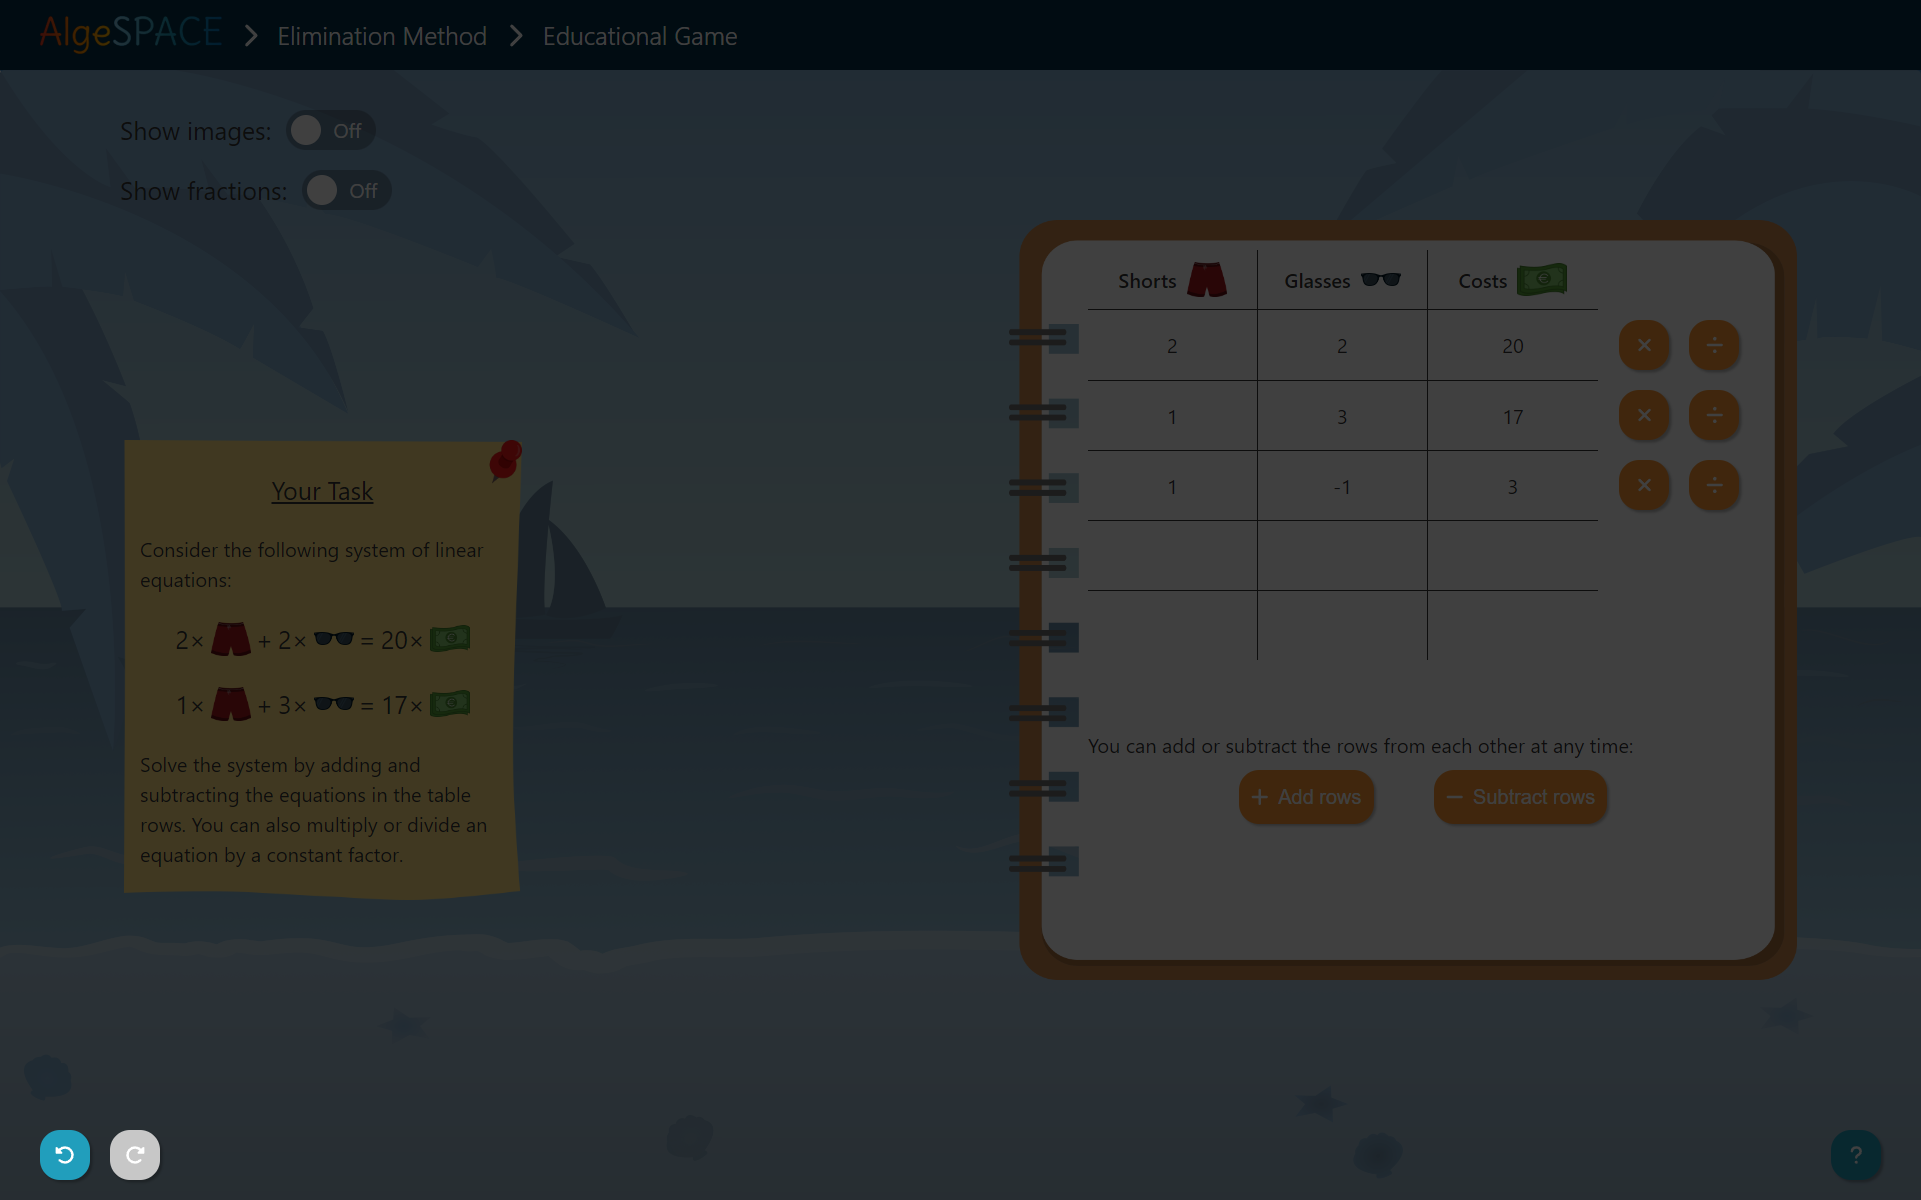 AlgeSPACE > Elimination Method > Educational Game
Show images: Off
Show fractions: Off
Your Task
Consider the following system of linear
equations:
2× + 2× = 20×
1× + 3× = 17×
Solve the system by adding and
subtracting the equations in the table
rows. You can also multiply or divide an
equation by a constant factor.
Shorts Glasses Costs
2 2 20 × ÷
1 3 17 × ÷
1 -1 3 × ÷
You can add or subtract the rows from each other at any time:
+ Add rows − Subtract rows
?